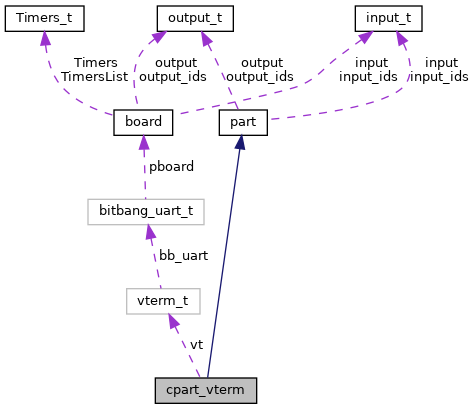 Timers_t
output_t
input_t
Timers
TimersList
output
output_ids
output
output_ids
input
input_ids
input
input_ids
board
part
pboard
bitbang_uart_t
bb_uart
vterm_t
vt
cpart_vterm